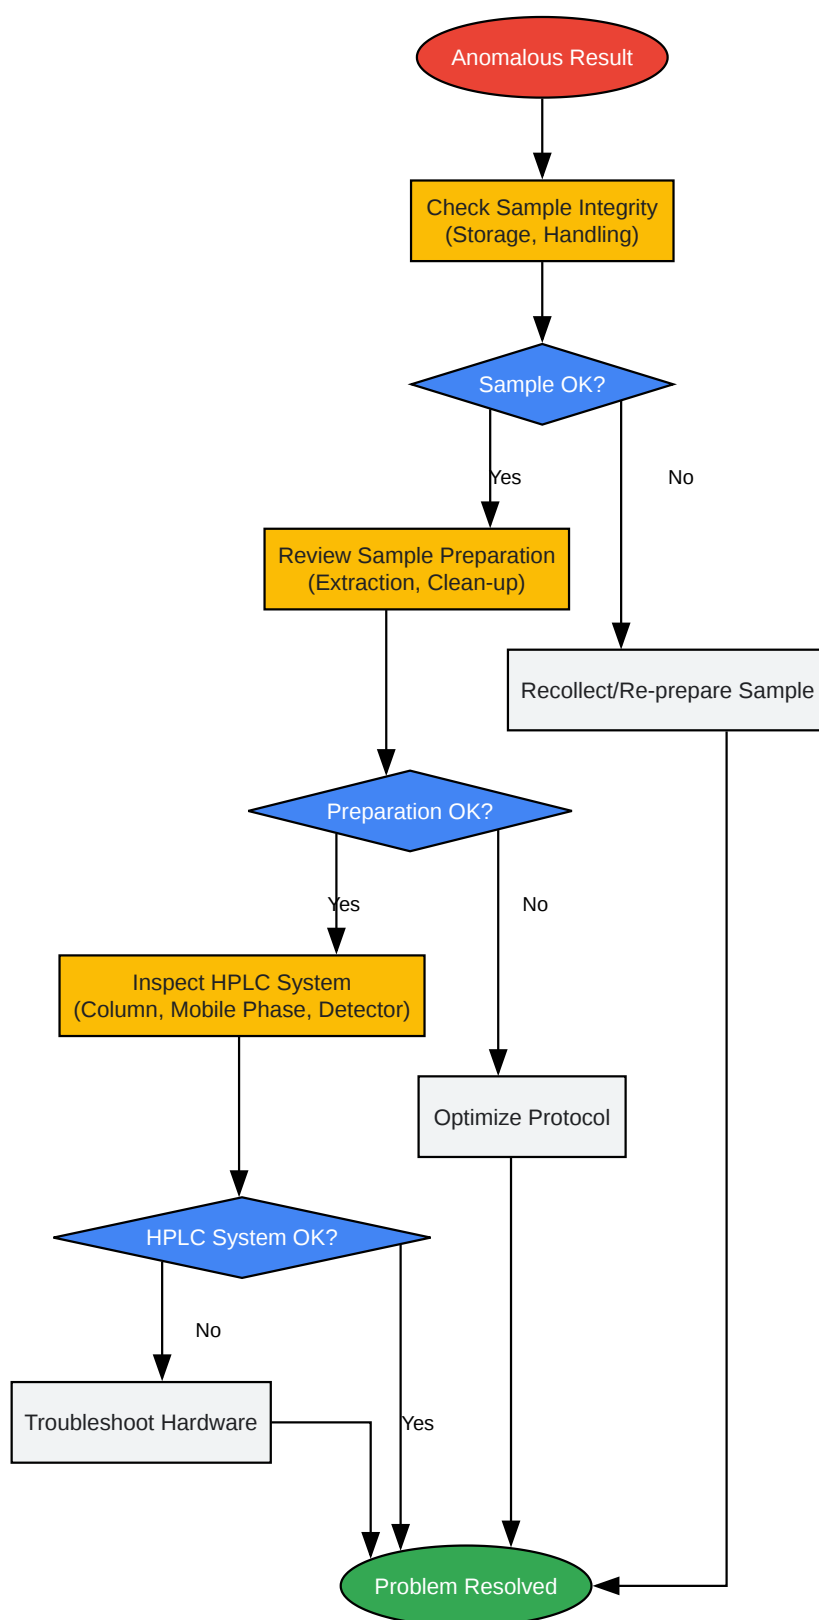 Anomalous Result
Check Sample Integrity
(Storage, Handling)
Sample OK?
Yes
No
Review Sample Preparation
(Extraction, Clean-up)
Recollect/Re-prepare Sample
Preparation OK?
Yes
No
Inspect HPLC System
(Column, Mobile Phase, Detector)
Optimize Protocol
HPLC System OK?
No
Troubleshoot Hardware
Yes
Problem Resolved